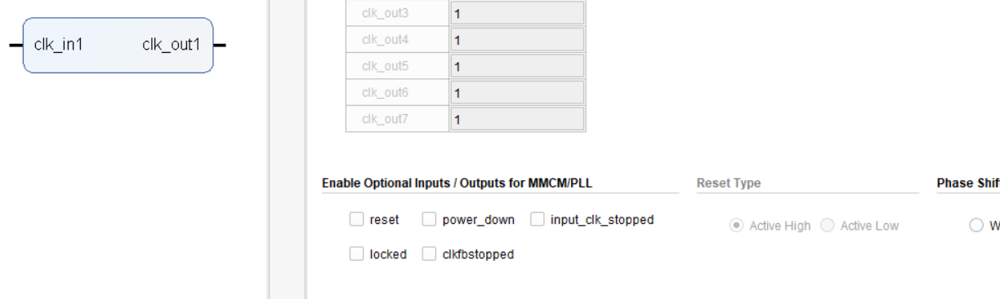 clk_in1 clk_out1
clk_out3 1
clk_out4 1
clk_out5 1
clk_out6 1
clk_out7 1
Enable Optional Inputs / Outputs for MMCM/PLL
reset power_down input_clk_stopped
locked clkfbstopped
Reset Type
Active High Active Low
Phase Shif
W